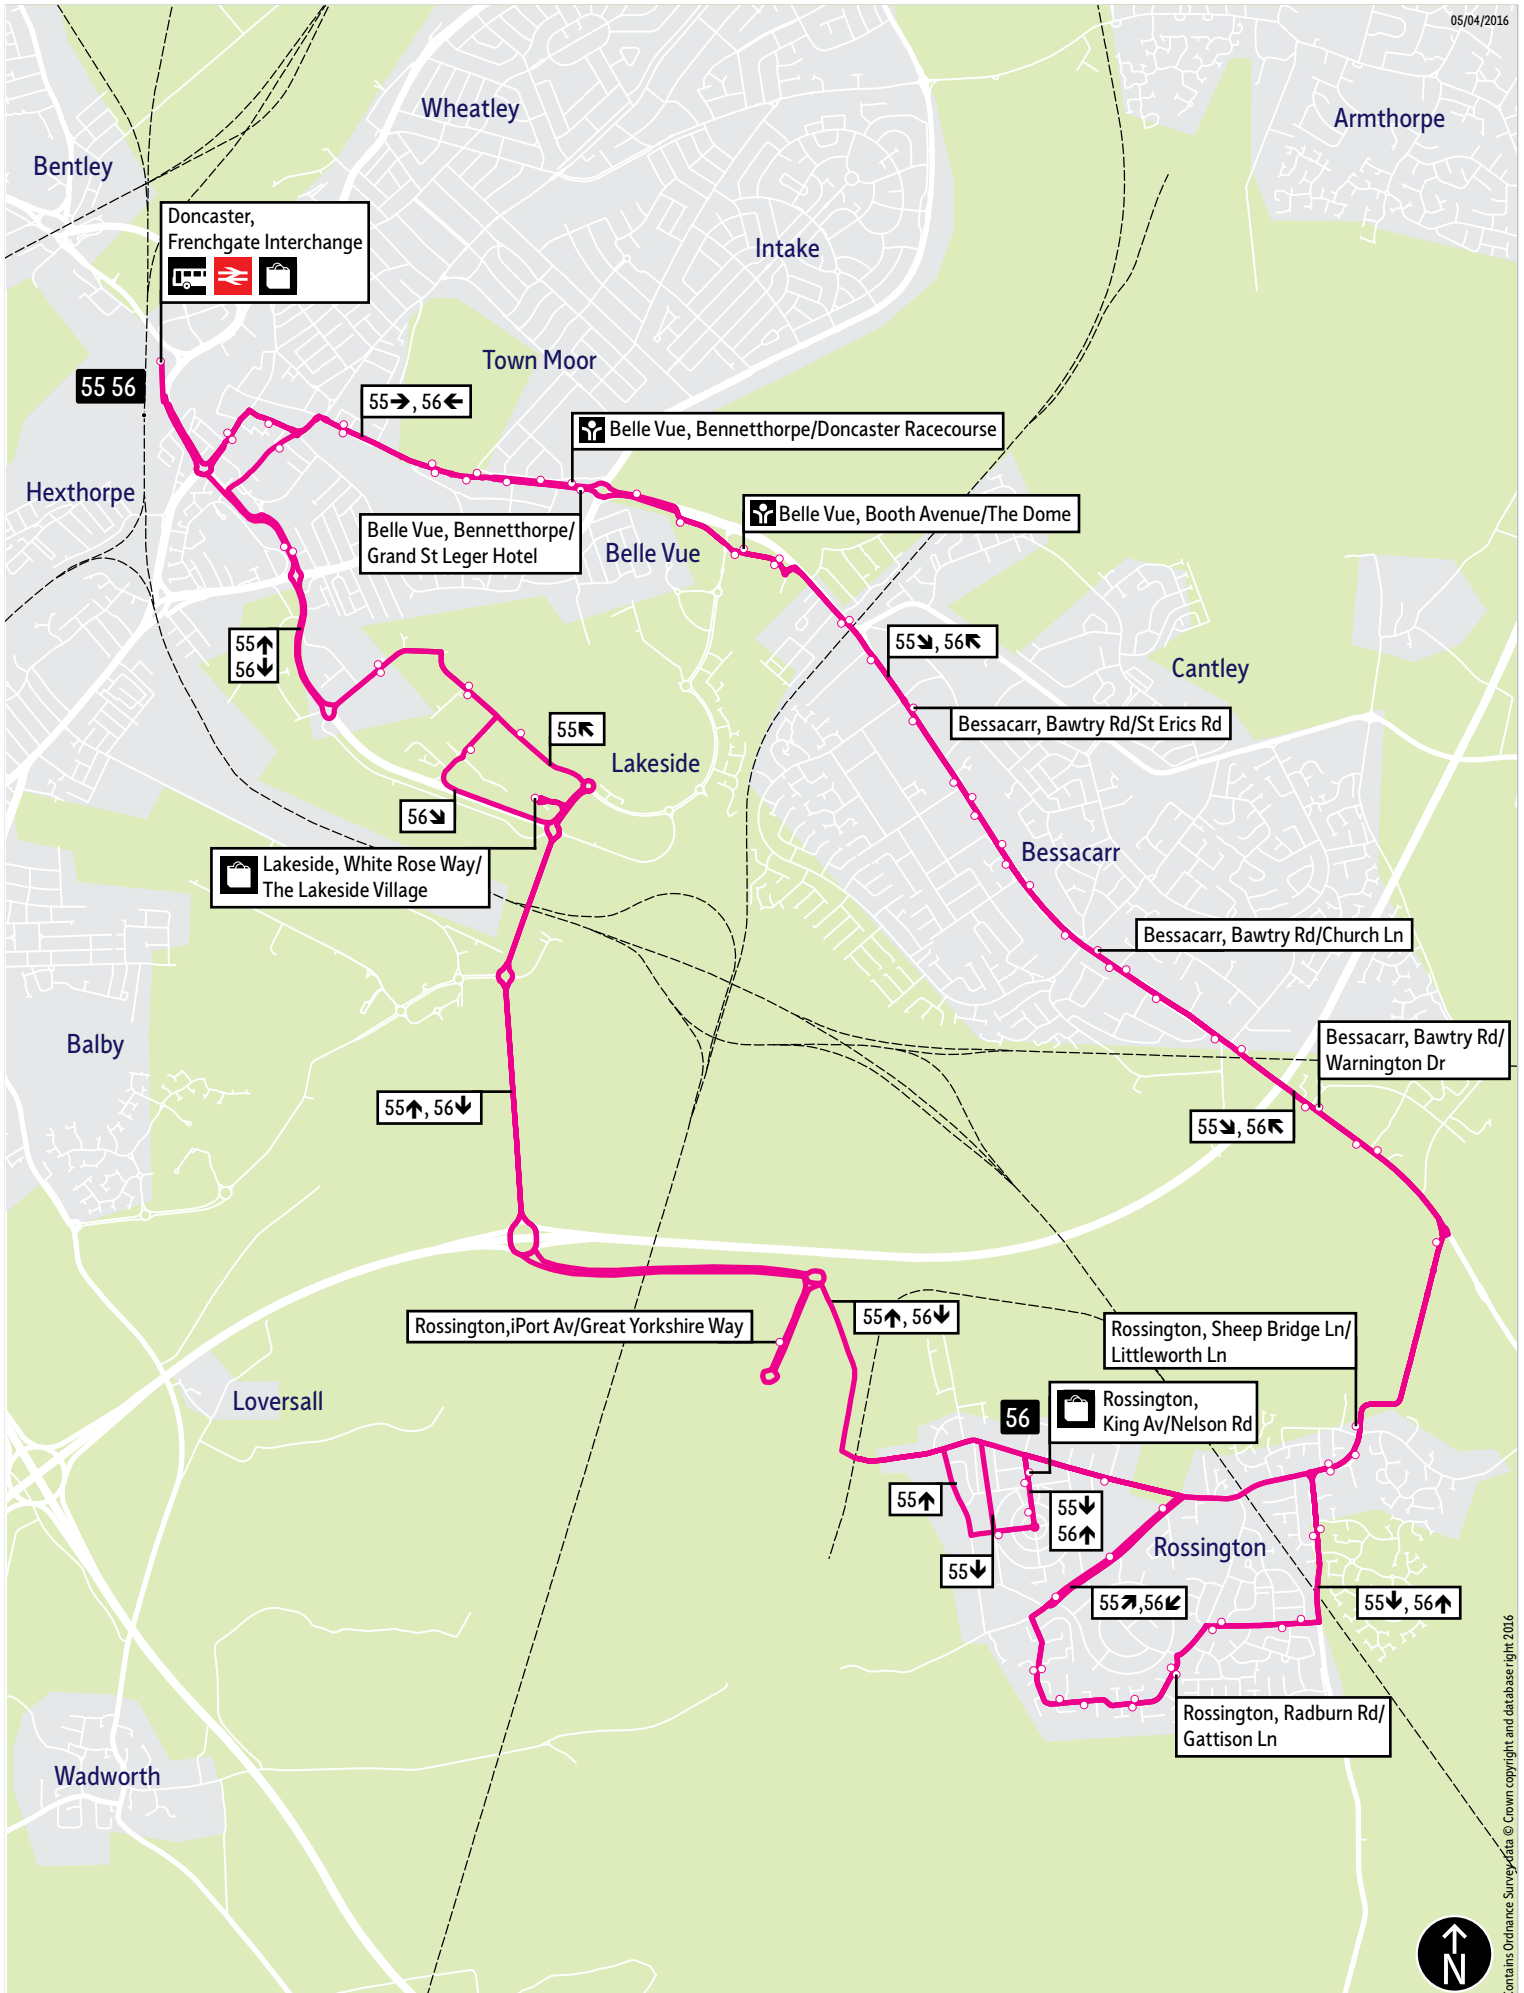 05/04/2016
Wheatley
Armthorpe
Bentley
Doncaster,
Frenchgate Interchange
Intake
Town Moor
55 56
55→, 56←
Belle Vue, Bennetthorpe/Doncaster Racecourse
Hexthorpe
Belle Vue, Booth Avenue/The Dome
Belle Vue, Bennetthorpe/
Grand St Leger Hotel
Belle Vue
55↑
56↓
55↘, 56↖
Cantley
Bessacarr, Bawtry Rd/St Erics Rd
55↖
Lakeside
56↘
Bessacarr
Lakeside, White Rose Way/
The Lakeside Village
Bessacarr, Bawtry Rd/Church Ln
Balby
Bessacarr, Bawtry Rd/
Warnington Dr
55↑, 56↓
55↘, 56↖
Rossington,iPort Av/Great Yorkshire Way
55↑, 56↓
Rossington, Sheep Bridge Ln/
Littleworth Ln
Loversall
56
Rossington,
King Av/Nelson Rd
55↑
55↓
56↑
Rossington
55↓
55↗,56↙
55↓, 56↑
Rossington, Radburn Rd/
Gattison Ln
Wadworth
N
ontains Ordnance Survey data © Crown copyright and database right 2016